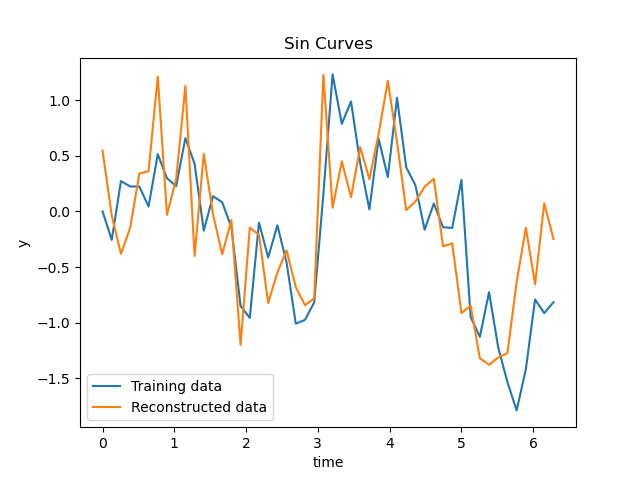 Sin Curves
y
1.0
0.5
0.0
−0.5
−1.0
−1.5
Training data
Reconstructed data
0 1 2 3 4 5 6
time